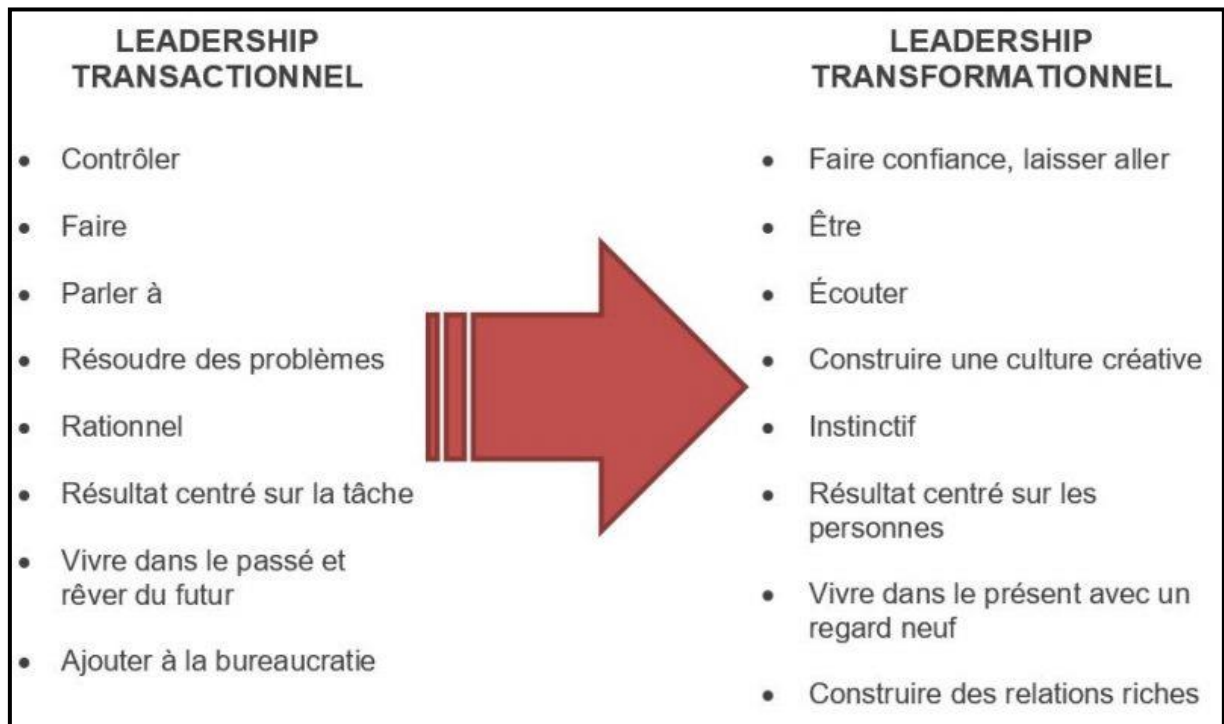 LEADERSHIP
TRANSACTIONNEL
• Contrôler
• Faire
• Parler à
• Résoudre des problèmes
• Rationnel
• Résultat centré sur la tâche
• Vivre dans le passé et
rêver du futur
• Ajouter à la bureaucratie
LEADERSHIP
TRANSFORMATIONNEL
• Faire confiance, laisser aller
• Être
• Écouter
• Construire une culture créative
• Instinctif
• Résultat centré sur les
personnes
• Vivre dans le présent avec un
regard neuf
• Construire des relations riches